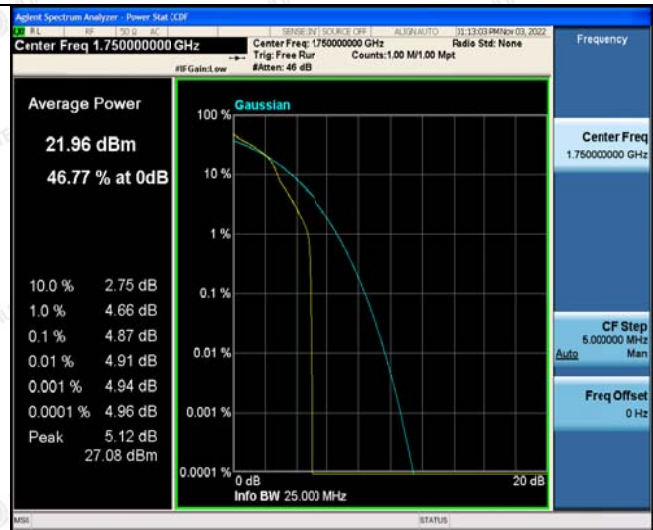 Agilent Spectrum Analyzer - Power Stat CCDF
RL RF 50 Ω AC SENSE:INT SOURCE OFF ALIGN AUTO 01:13:03 PM Nov 03, 2022
Center Freq 1.750000000 GHz
Center Freq: 1.750000000 GHz Radio Std: None
Trig: Free Run Counts:1.00 M/1.00 Mpt
#IFGain:Low #Atten: 46 dB
Frequency
Average Power
21.96 dBm
46.77 % at 0dB
10.0 % 2.75 dB
1.0 % 4.66 dB
0.1 % 4.87 dB
0.01 % 4.91 dB
0.001 % 4.94 dB
0.0001 % 4.96 dB
Peak 5.12 dB
27.08 dBm
Gaussian
100 %
10 %
1 %
0.1 %
0.01 %
0.001 %
0.0001 %
0 dB 20 dB
Info BW 25.000 MHz
Center Freq
1.750000000 GHz
CF Step
5.000000 MHz
Auto Man
Freq Offset
0 Hz
MSG STATUS